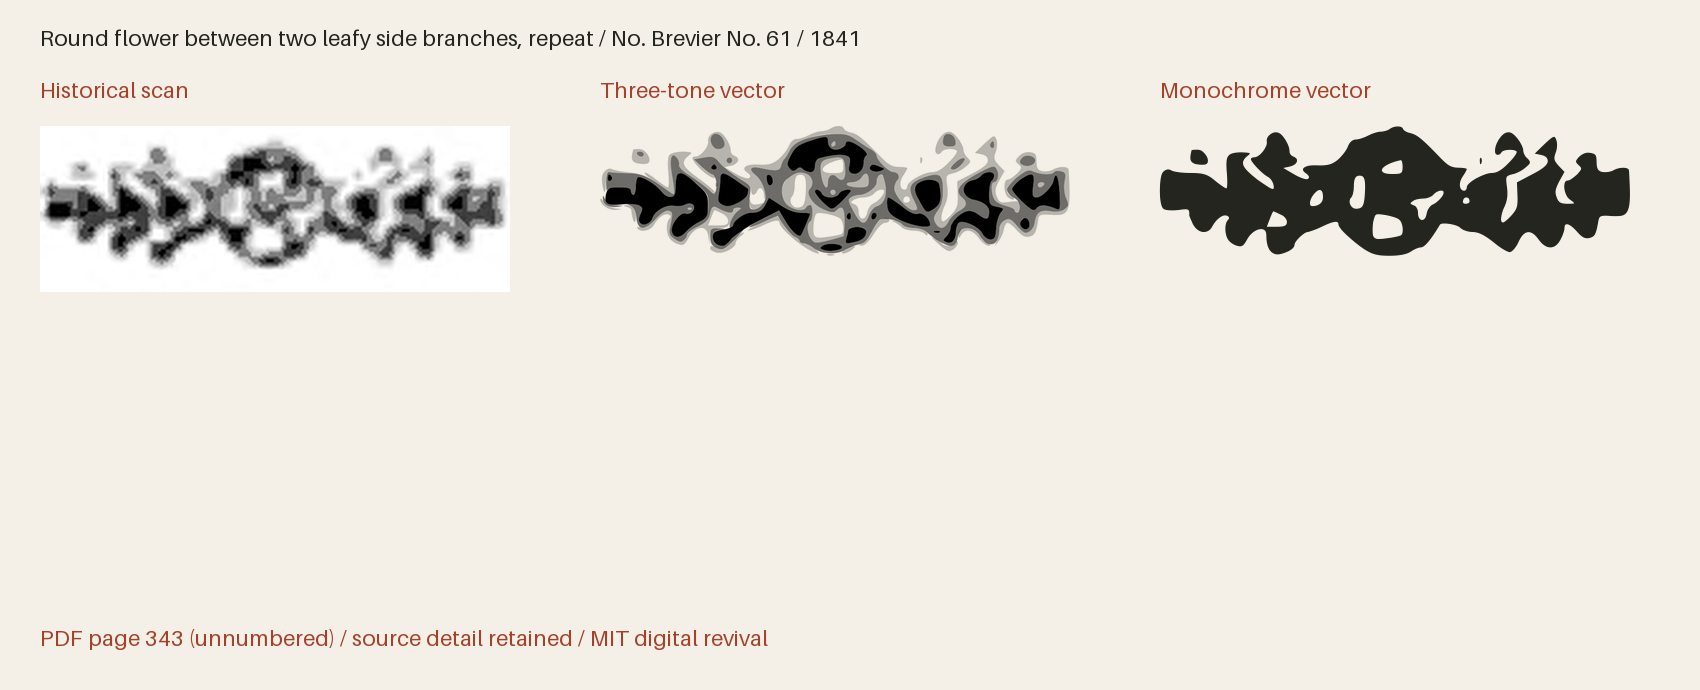 Round flower between two leafy side branches, repeat / No. Brevier No. 61 / 1841
Historical scan
Three-tone vector
Monochrome vector
PDF page 343 (unnumbered) / source detail retained / MIT digital revival